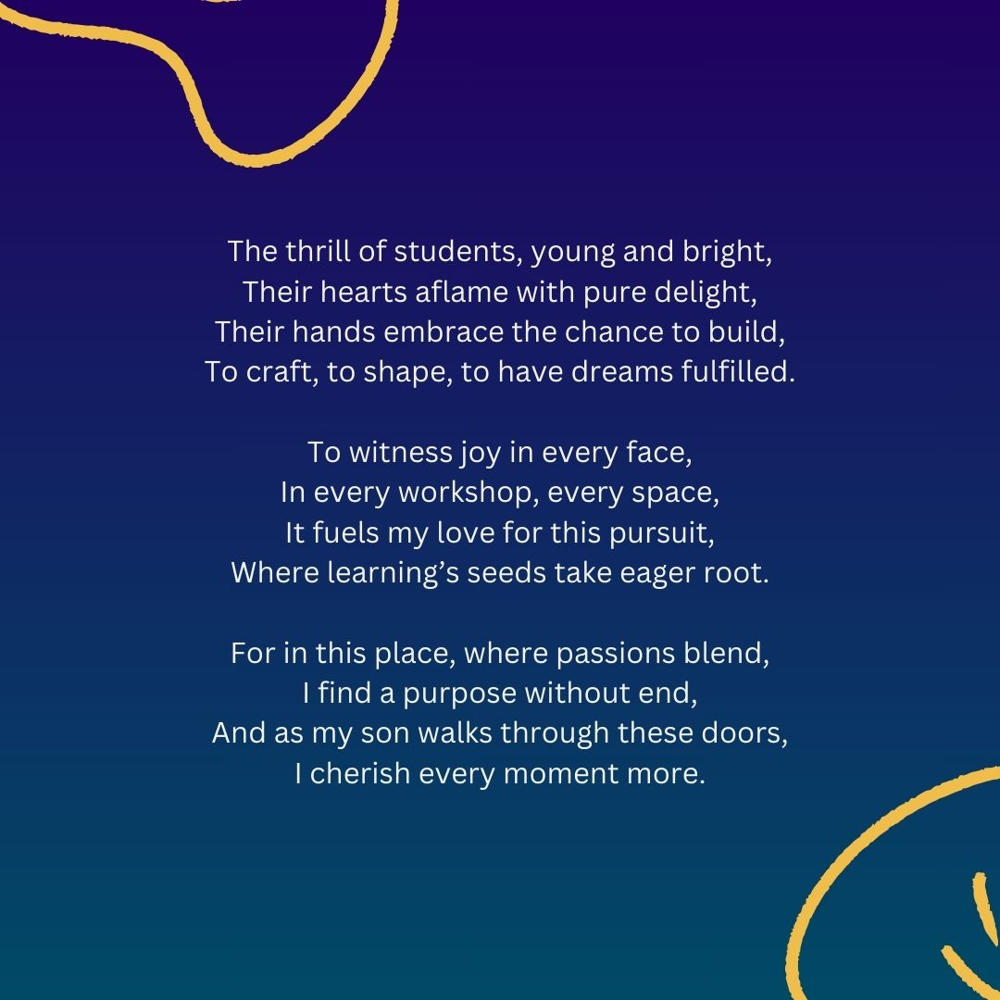 The thrill of students, young and bright,
Their hearts aflame with pure delight,
Their hands embrace the chance to build,
To craft, to shape, to have dreams fulfilled.
To witness joy in every face,
In every workshop, every space,
It fuels my love for this pursuit,
Where learning’s seeds take eager root.
For in this place, where passions blend,
I find a purpose without end,
And as my son walks through these doors,
I cherish every moment more.